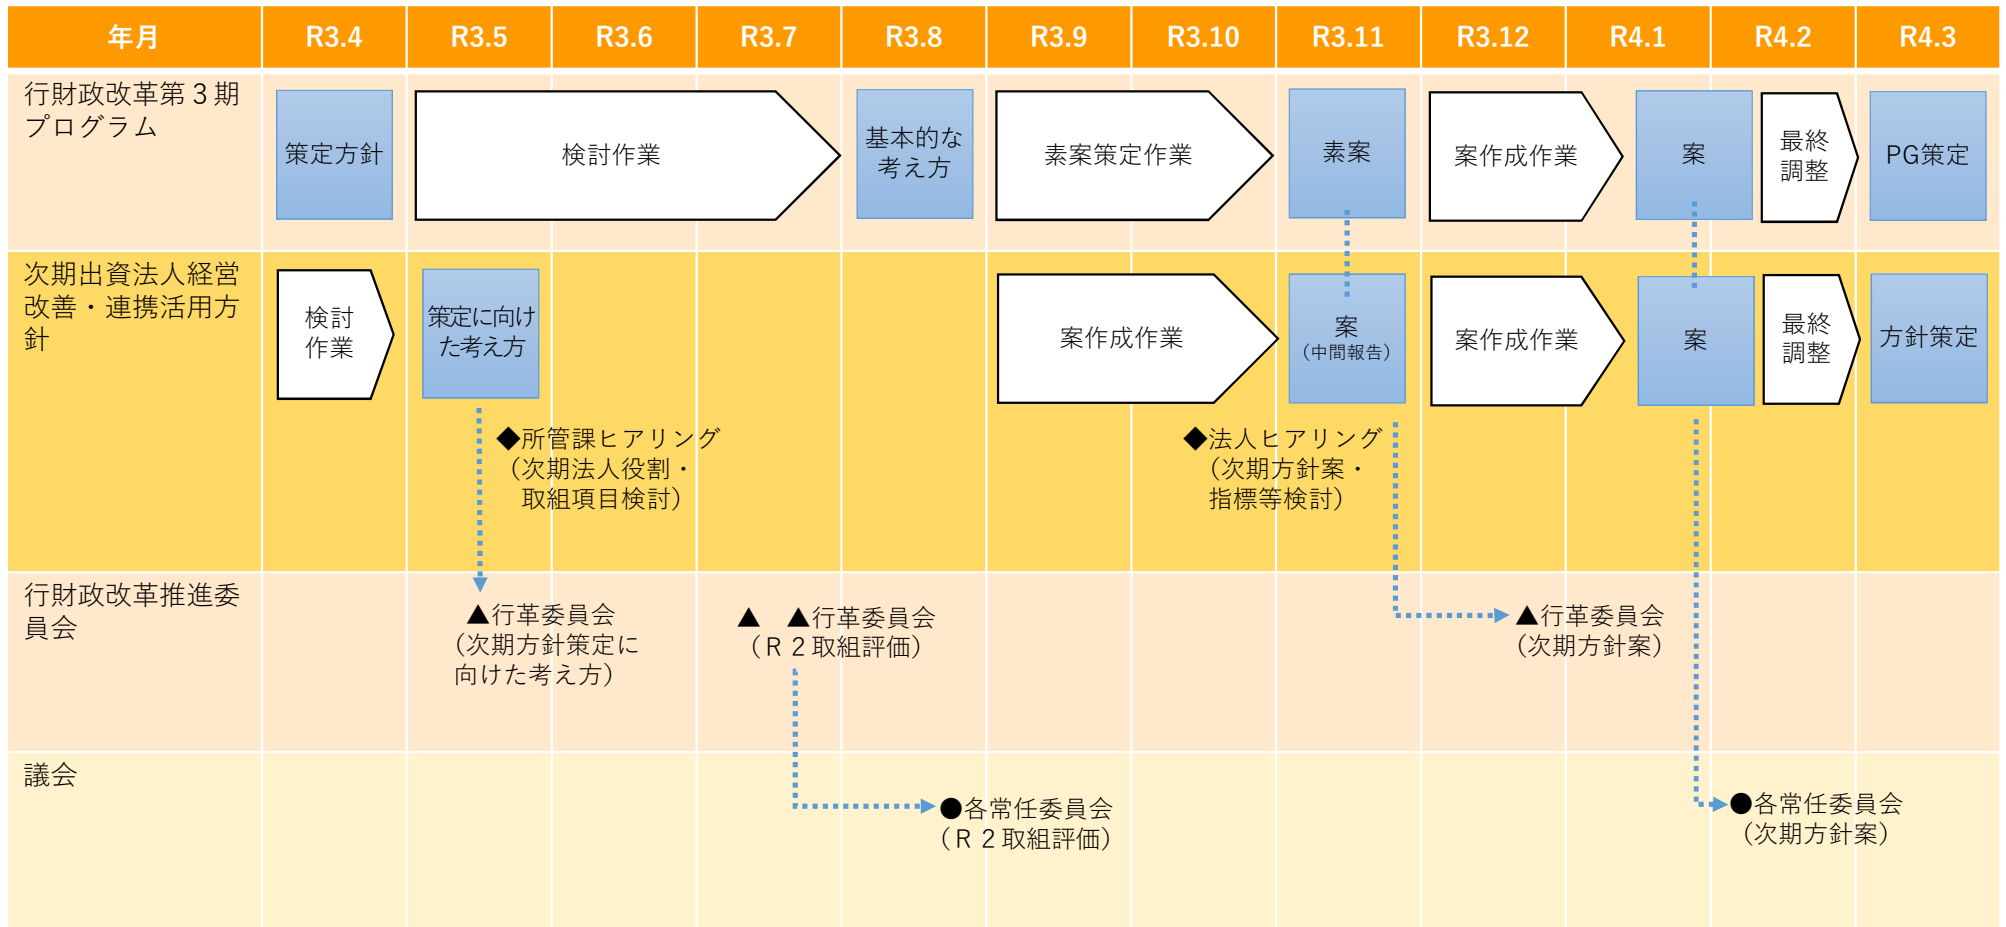 年月 R3.4 R3.5 R3.6 R3.7 R3.8 R3.9 R3.10 R3.11 R3.12 R4.1 R4.2 R4.3
行財政改革第３期
プログラム
策定方針
検討作業
基本的な
考え方
素案策定作業
素案
案作成作業
案
最終
調整
PG策定
次期出資法人経営
改善・連携活用方
針
検討
作業
策定に向け
た考え方
案作成作業
案
（中間報告）
案作成作業
案
最終
調整
方針策定
◆所管課ヒアリング
（次期法人役割・
取組項目検討）
◆法人ヒアリング
（次期方針案・
指標等検討）
行財政改革推進委
員会
▲行革委員会
（次期方針策定に
向けた考え方）
▲ ▲行革委員会
（Ｒ２取組評価）
▲行革委員会
（次期方針案）
議会
●各常任委員会
（Ｒ２取組評価）
●各常任委員会
（次期方針案）